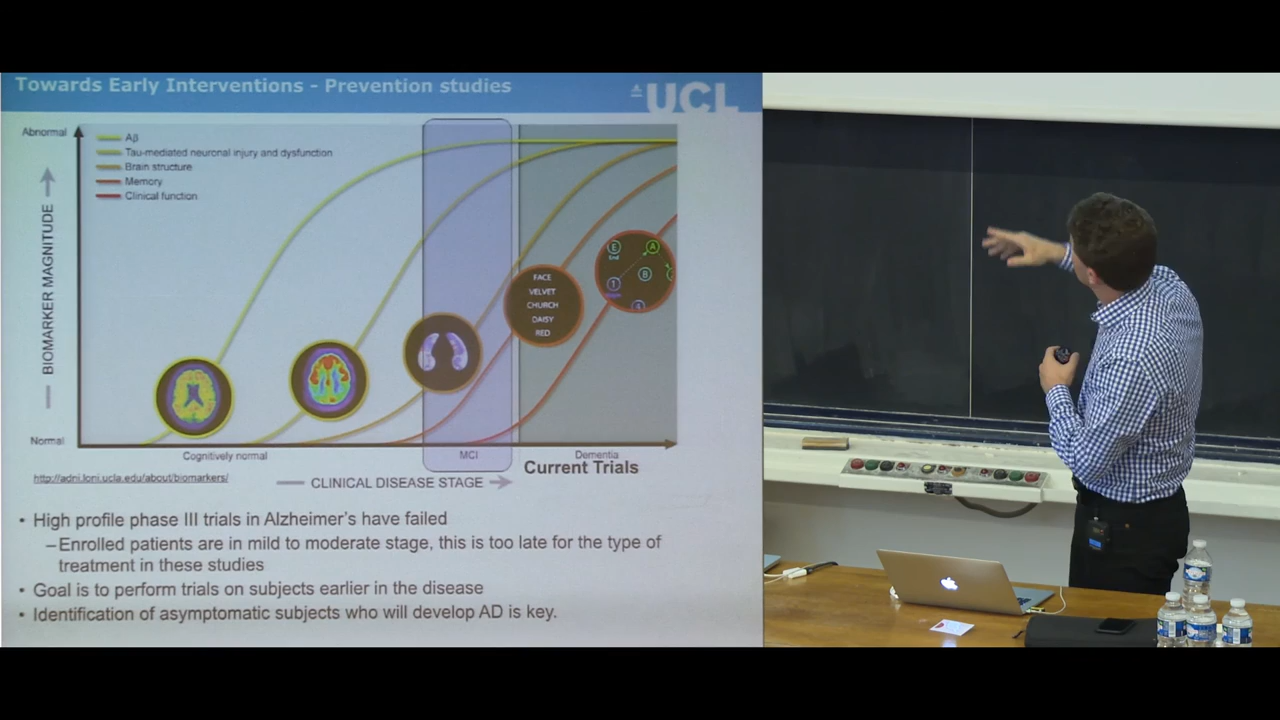 Towards Early Interventions - Prevention studies
UCL
Abnormal
Aβ
Tau-mediated neuronal injury and dysfunction
Brain structure
Memory
Clinical function
BIOMARKER MAGNITUDE
FACE
VELVET
CHURCH
DAISY
RED
E
End
A
B
1
4
Normal
Cognitively normal
MCI
Dementia
Current Trials
http://adni.loni.ucla.edu/about/biomarkers/
CLINICAL DISEASE STAGE
• High profile phase III trials in Alzheimer's have failed
–Enrolled patients are in mild to moderate stage, this is too late for the type of
treatment in these studies
• Goal is to perform trials on subjects earlier in the disease
• Identification of asymptomatic subjects who will develop AD is key.